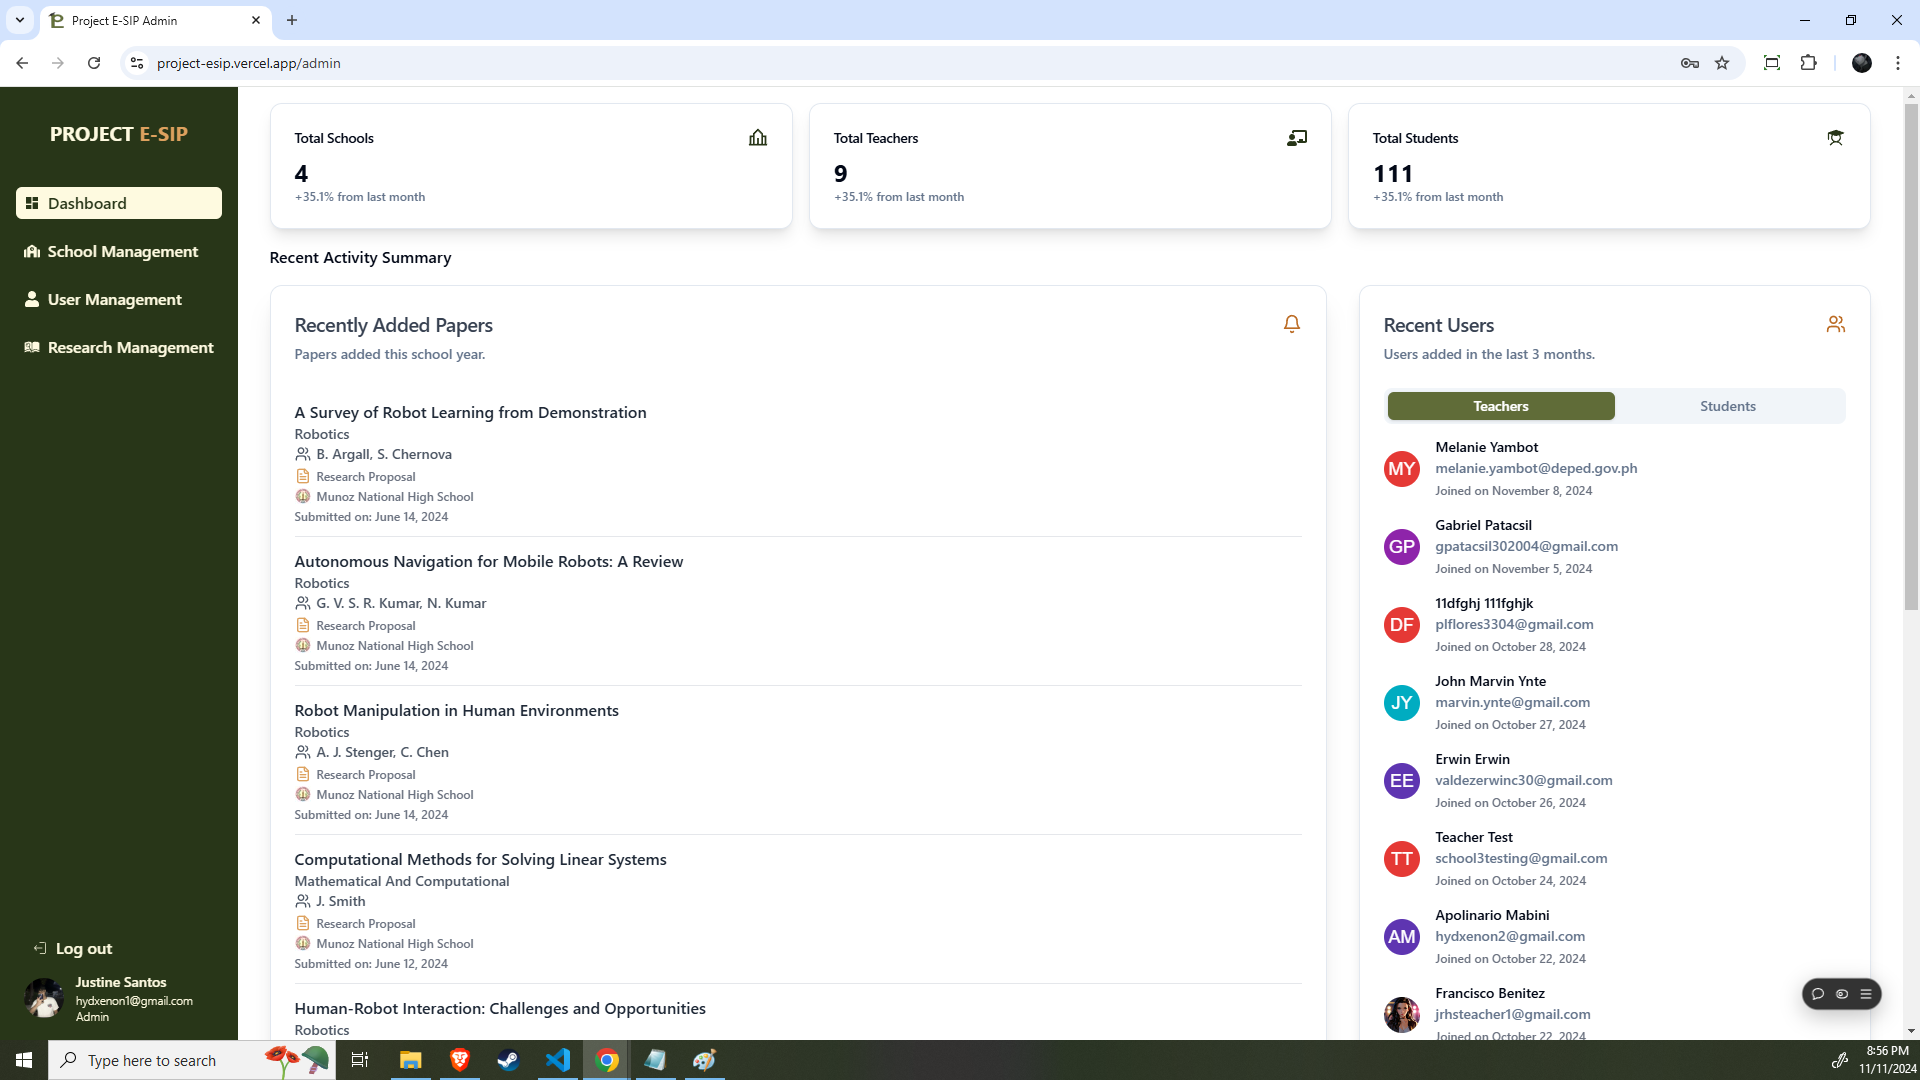 Project E-SIP Admin
project-esip.vercel.app/admin
PROJECT E-SIP
Dashboard
School Management
User Management
Research Management
Log out
Justine Santos
hydxenon1@gmail.com
Admin
Total Schools
4
+35.1% from last month
Total Teachers
9
+35.1% from last month
Total Students
111
+35.1% from last month
Recent Activity Summary
Recently Added Papers
Papers added this school year.
A Survey of Robot Learning from Demonstration
Robotics
B. Argall, S. Chernova
Research Proposal
Munoz National High School
Submitted on: June 14, 2024
Autonomous Navigation for Mobile Robots: A Review
Robotics
G. V. S. R. Kumar, N. Kumar
Research Proposal
Munoz National High School
Submitted on: June 14, 2024
Robot Manipulation in Human Environments
Robotics
A. J. Stenger, C. Chen
Research Proposal
Munoz National High School
Submitted on: June 14, 2024
Computational Methods for Solving Linear Systems
Mathematical And Computational
J. Smith
Research Proposal
Munoz National High School
Submitted on: June 12, 2024
Human-Robot Interaction: Challenges and Opportunities
Robotics
Recent Users
Users added in the last 3 months.
Teachers
Students
MY
Melanie Yambot
melanie.yambot@deped.gov.ph
Joined on November 8, 2024
GP
Gabriel Patacsil
gpatacsil302004@gmail.com
Joined on November 5, 2024
DF
11dfghj 111fghjk
plflores3304@gmail.com
Joined on October 28, 2024
JY
John Marvin Ynte
marvin.ynte@gmail.com
Joined on October 27, 2024
EE
Erwin Erwin
valdezerwinc30@gmail.com
Joined on October 26, 2024
TT
Teacher Test
school3testing@gmail.com
Joined on October 24, 2024
AM
Apolinario Mabini
hydxenon2@gmail.com
Joined on October 22, 2024
Francisco Benitez
jrhsteacher1@gmail.com
Joined on October 22, 2024
Type here to search
8:56 PM
11/11/2024